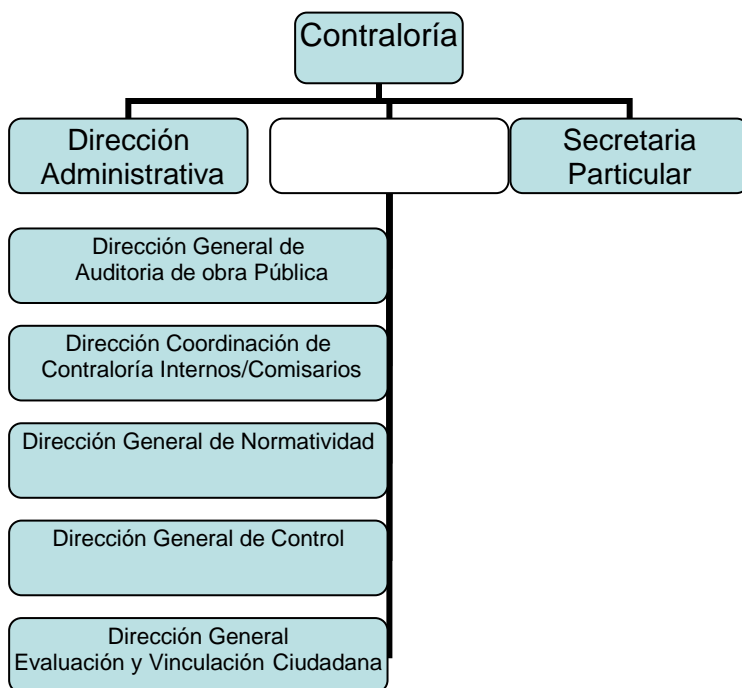 Contraloría
Dirección
Administrativa
Secretaria
Particular
Dirección General de
Auditoria de obra Pública
Dirección Coordinación de
Contraloría Internos/Comisarios
Dirección General de Normatividad
Dirección General de Control
Dirección General
Evaluación y Vinculación Ciudadana